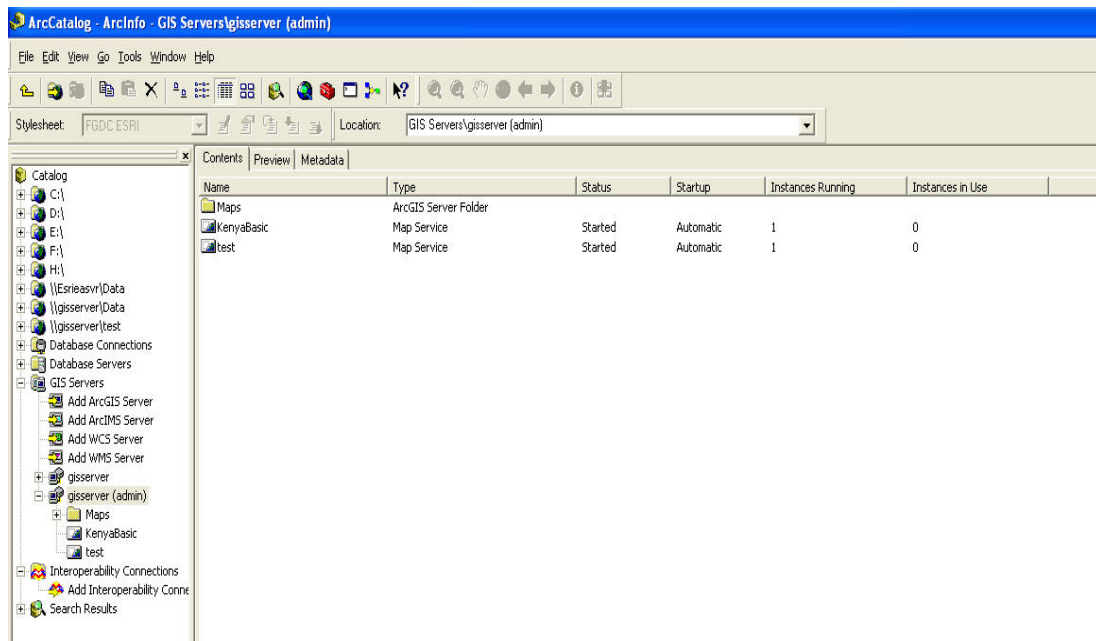 ArcCatalog - ArcInfo - GIS Servers\gisserver (admin)
File Edit View Go Tools Window Help
Stylesheet: FGDC ESRI Location: GIS Servers\gisserver (admin)
Contents Preview Metadata
Name Type Status Startup Instances Running Instances in Use
Maps ArcGIS Server Folder
KenyaBasic Map Service Started Automatic 1 0
test Map Service Started Automatic 1 0
Catalog
C:\
D:\
E:\
F:\
H:\
\\Esrieasvr\Data
\\gisserver\Data
\\gisserver\test
Database Connections
Database Servers
GIS Servers
Add ArcGIS Server
Add ArcIMS Server
Add WCS Server
Add WMS Server
gisserver
gisserver (admin)
Maps
KenyaBasic
test
Interoperability Connections
Add Interoperability Conne
Search Results